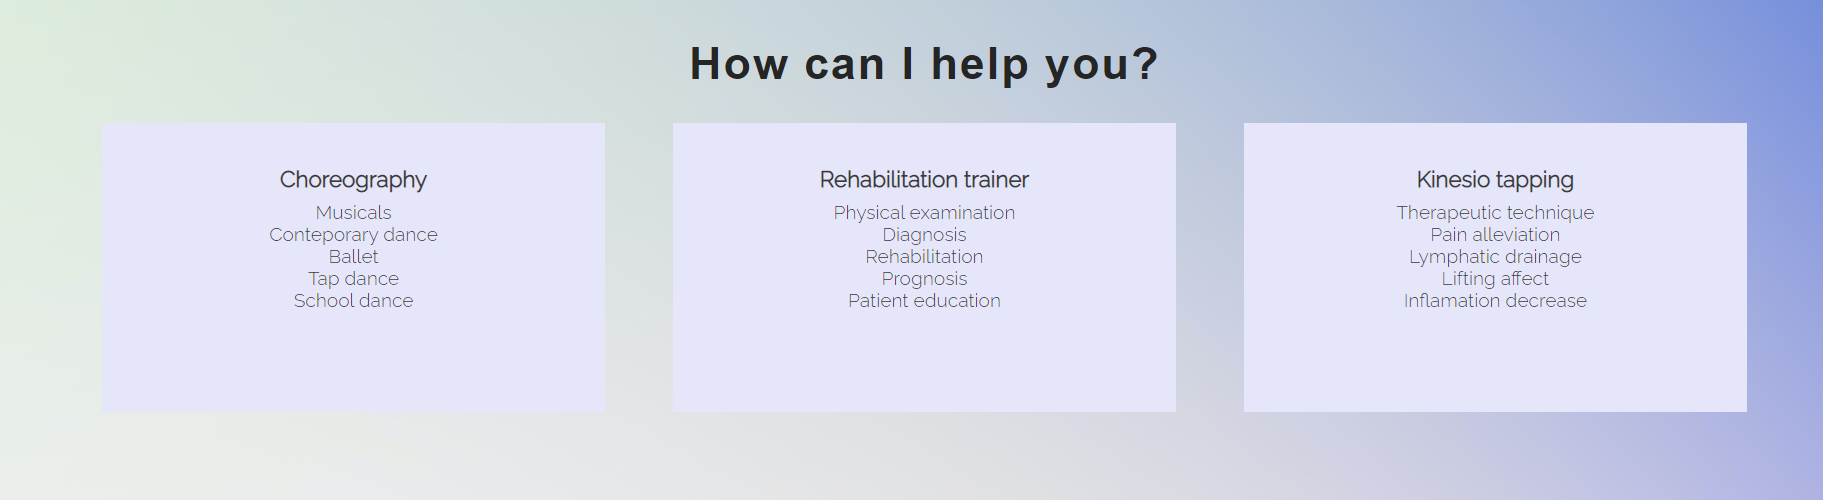 How can I help you?
Choreography
Musicals
Conteporary dance
Ballet
Tap dance
School dance
Rehabilitation trainer
Physical examination
Diagnosis
Rehabilitation
Prognosis
Patient education
Kinesio tapping
Therapeutic technique
Pain alleviation
Lymphatic drainage
Lifting affect
Inflamation decrease